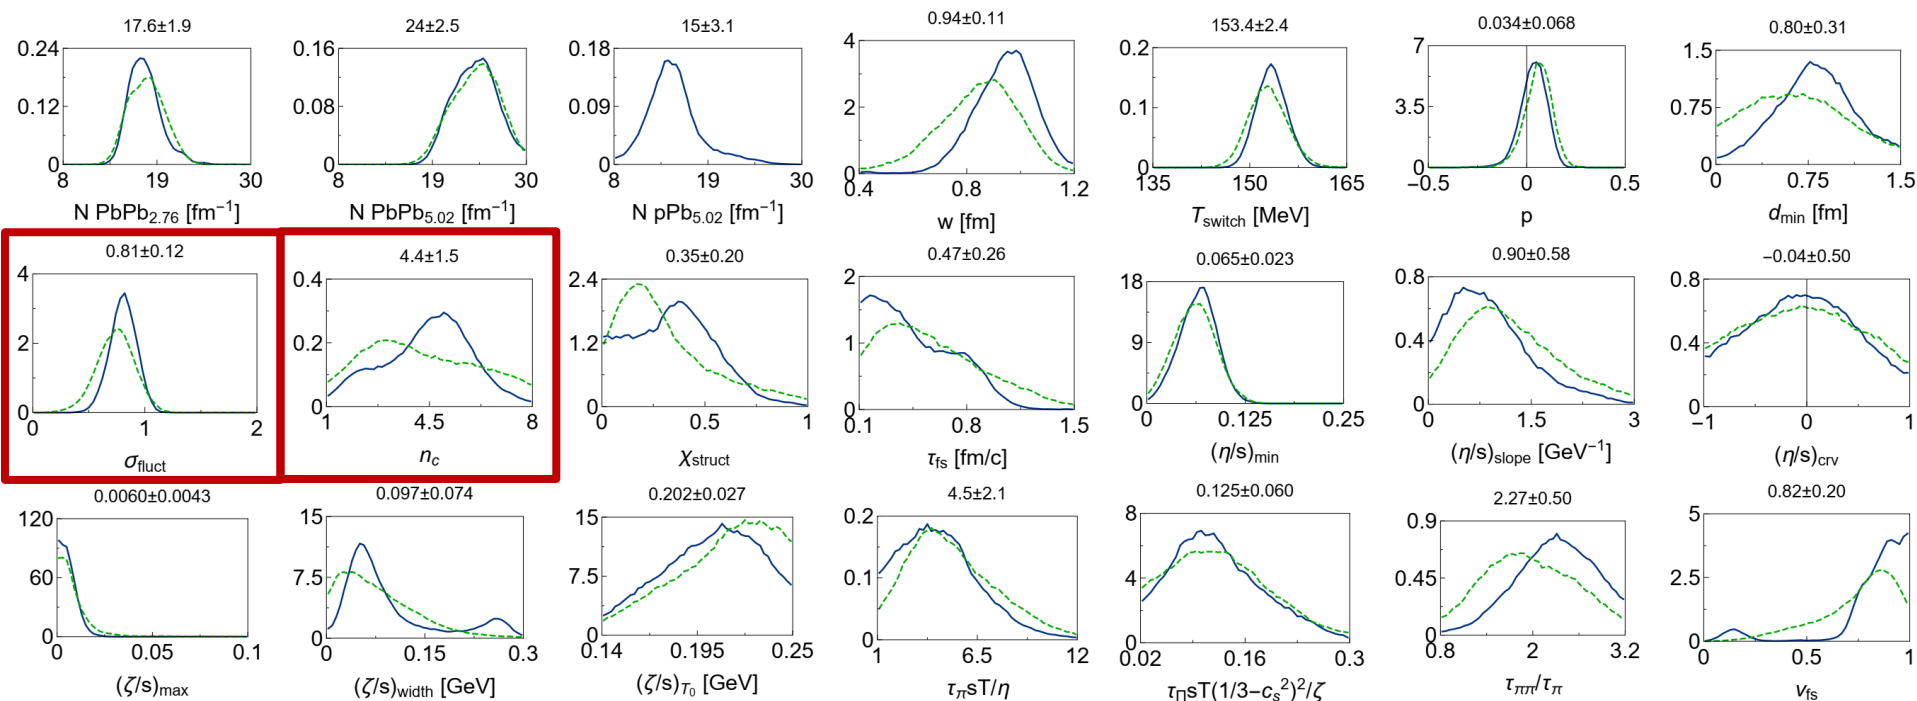 17.6±1.9
0.24
0.12
0
8 19 30
N PbPb2.76 [fm−1]
24±2.5
0.16
0.08
0
8 19 30
N PbPb5.02 [fm−1]
15±3.1
0.18
0.09
0
8 19 30
N pPb5.02 [fm−1]
0.94±0.11
4
2
0
0.4 0.8 1.2
w [fm]
153.4±2.4
0.2
0.1
0
135 150 165
Tswitch [MeV]
0.034±0.068
7
3.5
0
−0.5 0 0.5
p
0.80±0.31
1.5
0.75
0
0 0.75 1.5
dmin [fm]
0.81±0.12
4
2
0
0 1 2
σfluct
4.4±1.5
0.4
0.2
0
1 4.5 8
nc
0.35±0.20
2.4
1.2
0
0 0.5 1
χstruct
0.47±0.26
2
1
0
0.1 0.8 1.5
τfs [fm/c]
0.065±0.023
18
9
0
0 0.125 0.25
(η/s)min
0.90±0.58
0.8
0.4
0
0 1.5 3
(η/s)slope [GeV−1]
−0.04±0.50
0.8
0.4
0
−1 0 1
(η/s)crv
0.0060±0.0043
120
60
0
0 0.05 0.1
(ζ/s)max
0.097±0.074
15
7.5
0
0 0.15 0.3
(ζ/s)width [GeV]
0.202±0.027
15
7.5
0
0.14 0.195 0.25
(ζ/s)T0 [GeV]
4.5±2.1
0.2
0.1
0
1 6.5 12
τπsT/η
0.125±0.060
8
4
0
0.02 0.16 0.3
τΠsT(1/3−cs2)2/ζ
2.27±0.50
0.9
0.45
0
0.8 2 3.2
τππ/τπ
0.82±0.20
5
2.5
0
0 0.5 1
vfs